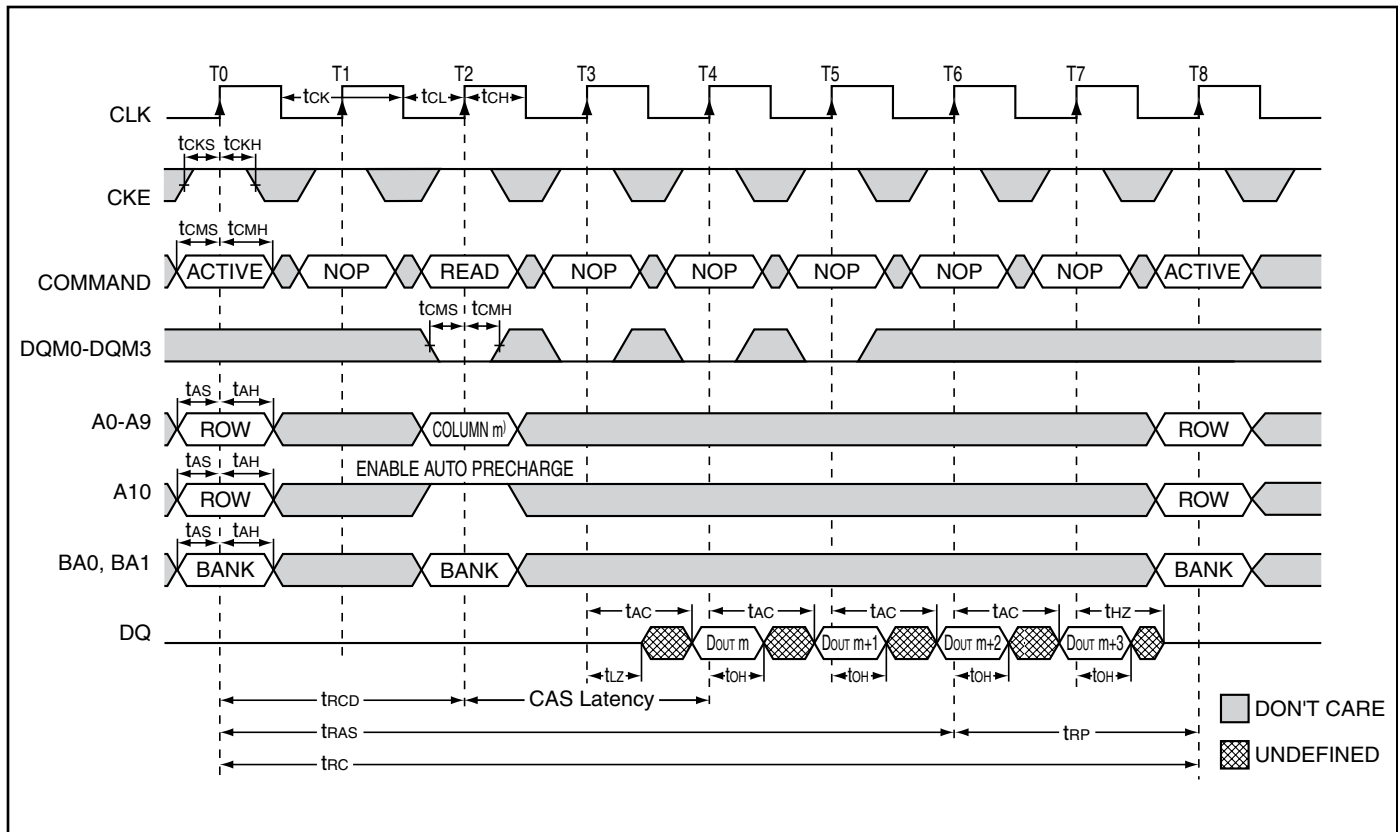 T0 T1 T2 T3 T4 T5 T6 T7 T8
CLK tCK tCL tCH
tCKS tCKH
CKE
tCMS tCMH
COMMAND ACTIVE NOP READ NOP NOP NOP NOP NOP ACTIVE
tCMS tCMH
DQM0-DQM3
tAS tAH
A0-A9 ROW COLUMN m) ROW
tAS tAH ENABLE AUTO PRECHARGE
A10 ROW ROW
tAS tAH
BA0, BA1 BANK BANK BANK
tAC tAC tAC tAC tHZ
DQ DOUT m DOUT m+1 DOUT m+2 DOUT m+3
tLZ tOH tOH tOH tOH
tRCD CAS Latency
DON'T CARE
tRAS tRP
UNDEFINED
tRC